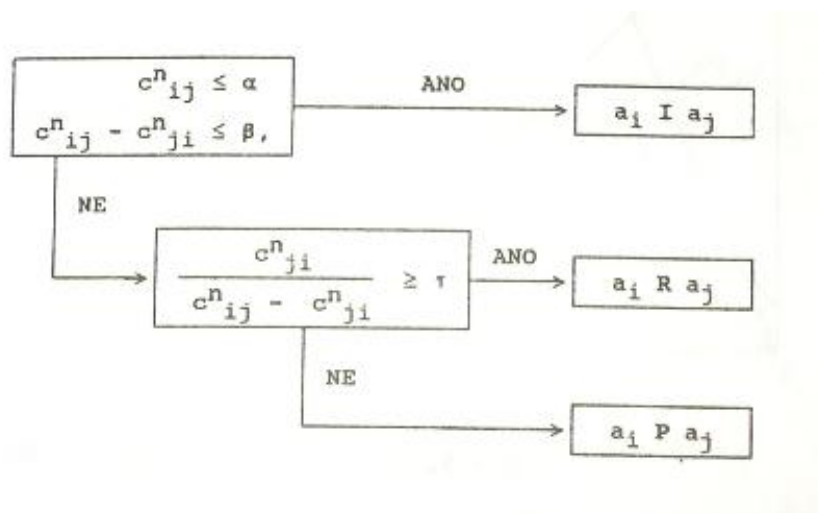 c^n_ij ≤ α
c^n_ij - c^n_ji ≤ β,
ANO
a_i I a_j
NE
c^n_ji
c^n_ij - c^n_ji
≥ τ
ANO
a_i R a_j
NE
a_i P a_j